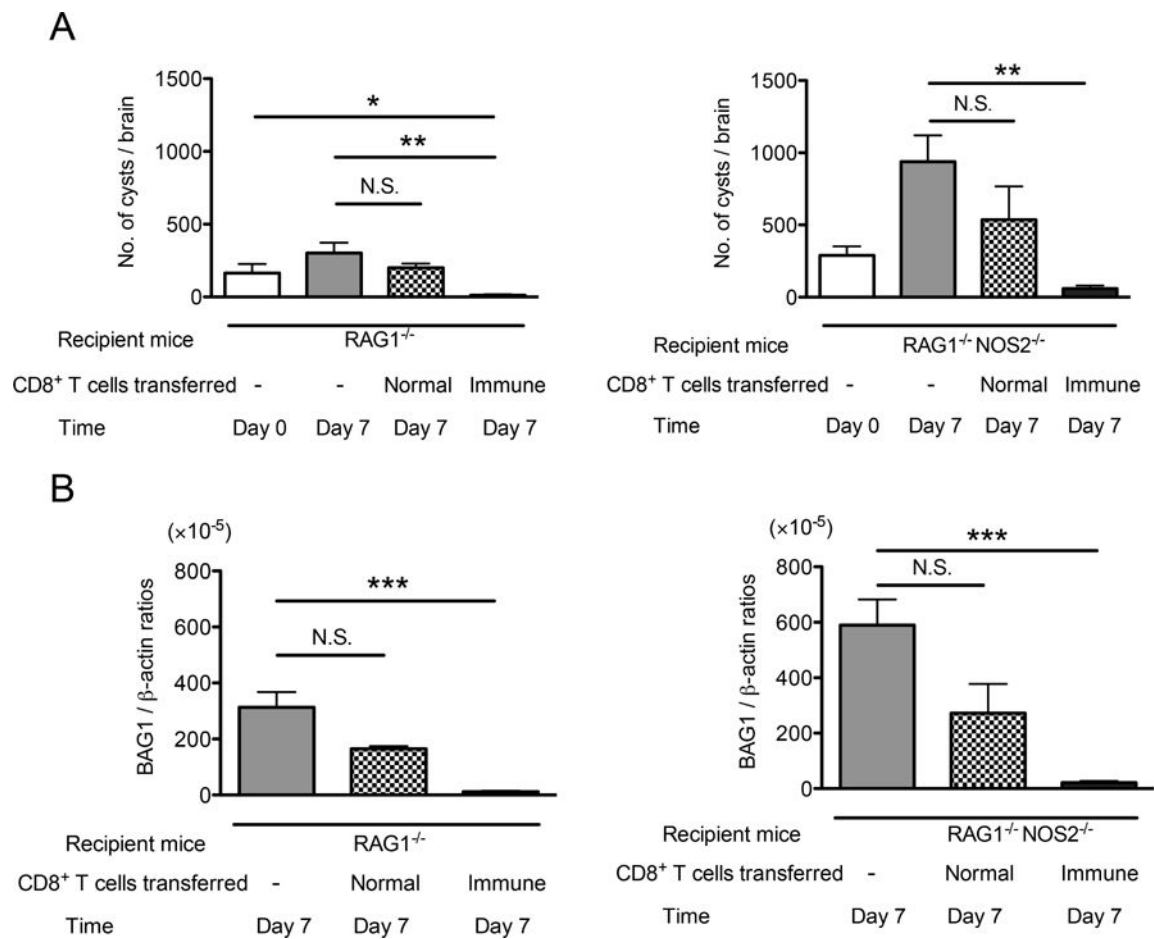 A
No. of cysts / brain
1500
1000
500
0
*
**
N.S.
Recipient mice
RAG1-/-
CD8+ T cells transferred - - Normal Immune
Time Day 0 Day 7 Day 7 Day 7
No. of cysts / brain
1500
1000
500
0
**
N.S.
Recipient mice
RAG1-/- NOS2-/-
CD8+ T cells transferred - - Normal Immune
Time Day 0 Day 7 Day 7 Day 7
B
(×10-5)
BAG1 / β-actin ratios
800
600
400
200
0
***
N.S.
Recipient mice
RAG1-/-
CD8+ T cells transferred - Normal Immune
Time Day 7 Day 7 Day 7
(×10-5)
BAG1 / β-actin ratios
800
600
400
200
0
***
N.S.
Recipient mice
RAG1-/- NOS2-/-
CD8+ T cells transferred - Normal Immune
Time Day 7 Day 7 Day 7